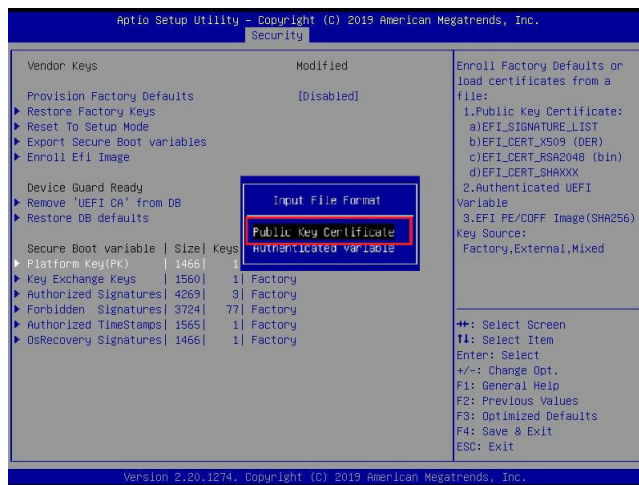 Aptio Setup Utility – Copyright (C) 2019 American Megatrends, Inc.
Security
Vendor Keys Modified
Provision Factory Defaults [Disabled]
Restore Factory Keys
Reset To Setup Mode
Export Secure Boot variables
Enroll Efi Image
Device Guard Ready
Remove 'UEFI CA' from DB
Restore DB defaults
Secure Boot variable | Size| Keys
Platform Key(PK) | 1466| 1
Key Exchange Keys | 1560| 1| Factory
Authorized Signatures| 4269| 3| Factory
Forbidden Signatures| 3724| 77| Factory
Authorized TimeStamps| 1565| 1| Factory
OsRecovery Signatures| 1466| 1| Factory
Input File Format
Public Key Certificate
Authenticated Variable
Enroll Factory Defaults or
load certificates from a
file:
1.Public Key Certificate:
a)EFI_SIGNATURE_LIST
b)EFI_CERT_X509 (DER)
c)EFI_CERT_RSA2048 (bin)
d)EFI_CERT_SHAXXX
2.Authenticated UEFI
Variable
3.EFI PE/COFF Image(SHA256)
Key Source:
Factory,External,Mixed
→←: Select Screen
↑↓: Select Item
Enter: Select
+/-: Change Opt.
F1: General Help
F2: Previous Values
F3: Optimized Defaults
F4: Save & Exit
ESC: Exit
Version 2.20.1274. Copyright (C) 2019 American Megatrends, Inc.